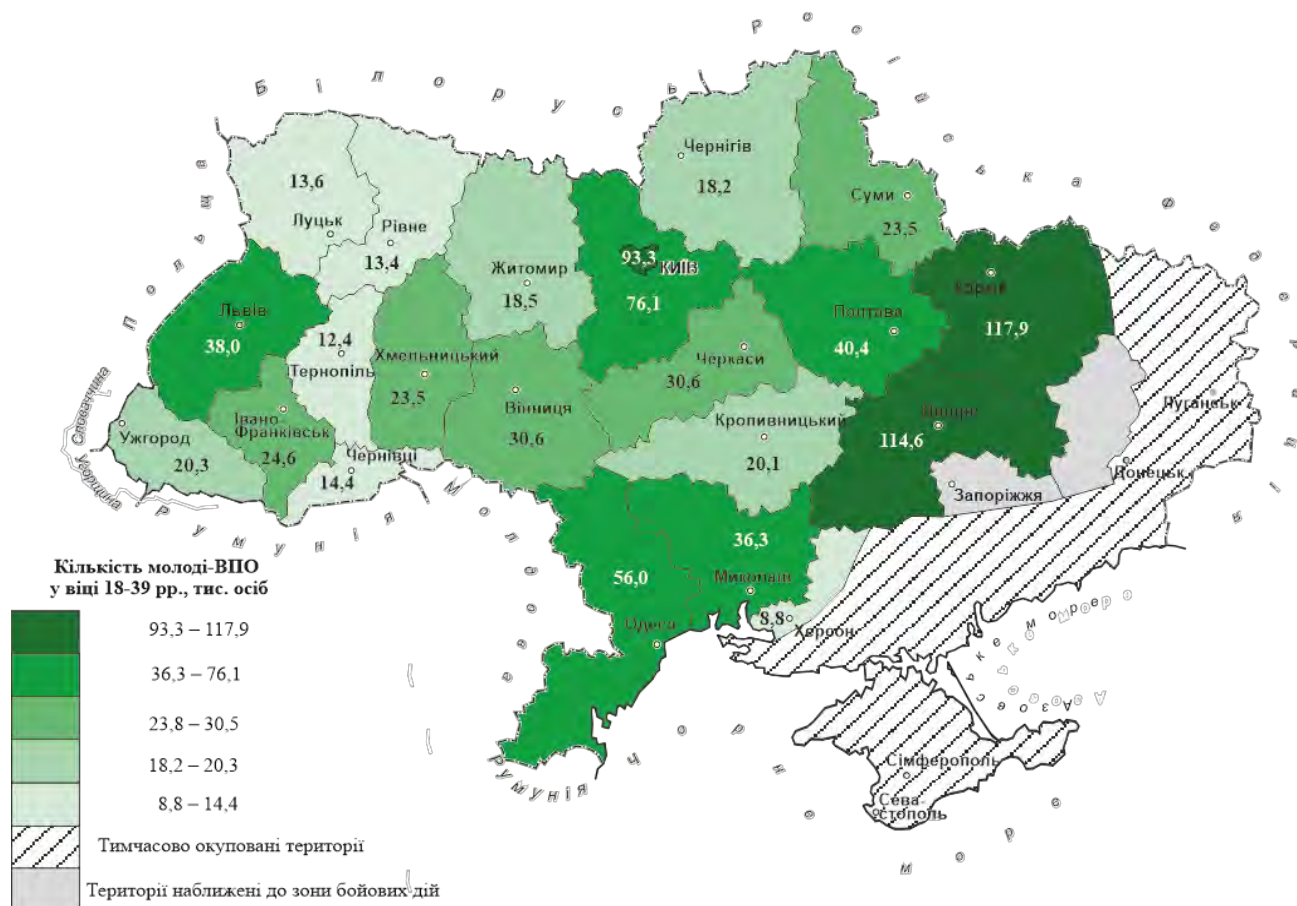 Білорусь
Російська Федерація
Польща
Словаччина
Угорщина
Румунія
Молдова
Румунія
Чорне море
Азовське море
Чернігів
18,2
Суми
23,5
13,6
Луцьк
Рівне
13,4
Житомир
18,5
93,3
КИЇВ
76,1
Харків
117,9
Львів
38,0
12,4
Тернопіль
Хмельницький
23,5
Вінниця
30,6
Черкаси
30,6
Полтава
40,4
Луганськ
Ужгород
20,3
Івано-
Франківськ
24,6
Чернівці
14,4
Кропивницький
20,1
Дніпро
114,6
Запоріжжя
Донецьк
36,3
Миколаїв
56,0
Одеса
8,8
Херсон
Сімферополь
Сева-
стополь
Кількість молоді-ВПО
у віці 18-39 рр., тис. осіб
93,3 – 117,9
36,3 – 76,1
23,8 – 30,5
18,2 – 20,3
8,8 – 14,4
Тимчасово окуповані території
Території наближені до зони бойових дій